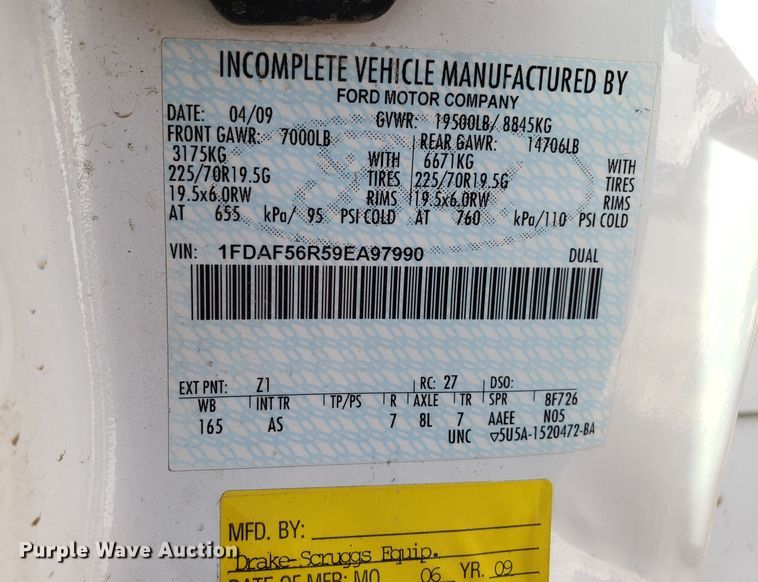 INCOMPLETE VEHICLE MANUFACTURED BY
FORD MOTOR COMPANY
DATE: 04/09 GVWR: 19500LB/ 8845KG
FRONT GAWR: 7000LB REAR GAWR: 14706LB
3175KG WITH 6671KG WITH
225/70R19.5G TIRES 225/70R19.5G TIRES
19.5x6.0RW RIMS 19.5x6.0RW RIMS
AT 655 kPa/ 95 PSI COLD AT 760 kPa/110 PSI COLD
VIN: 1FDAF56R59EA97990 DUAL
EXT PNT: Z1 RC: 27 DSO:
WB INT TR TP/PS R AXLE TR SPR 8F726
165 AS 7 8L 7 AAEE N05
UNC ▽5U5A-1520472-BA
MFD. BY:
Drake-Scruggs Equip.
DATE OF MFR: MO. 06 YR. 09
Purple Wave Auction